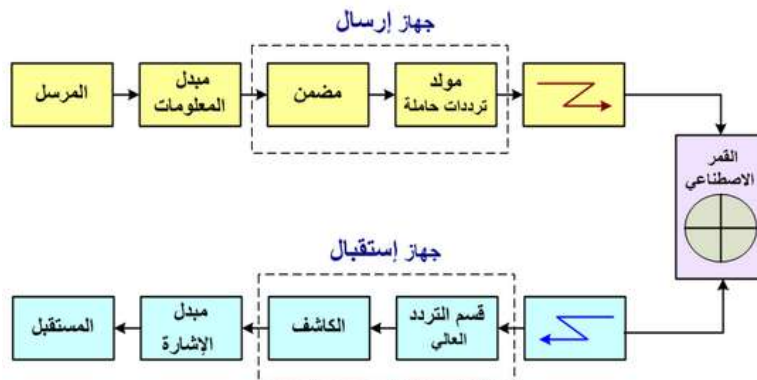 جهاز إرسال
المرسل
مبدل
المعلومات
مضمن
مولد
ترددات حاملة
القمر
الاصطناعي
جهاز إستقبال
المستقبل
مبدل
الإشارة
الكاشف
قسم التردد
العالي